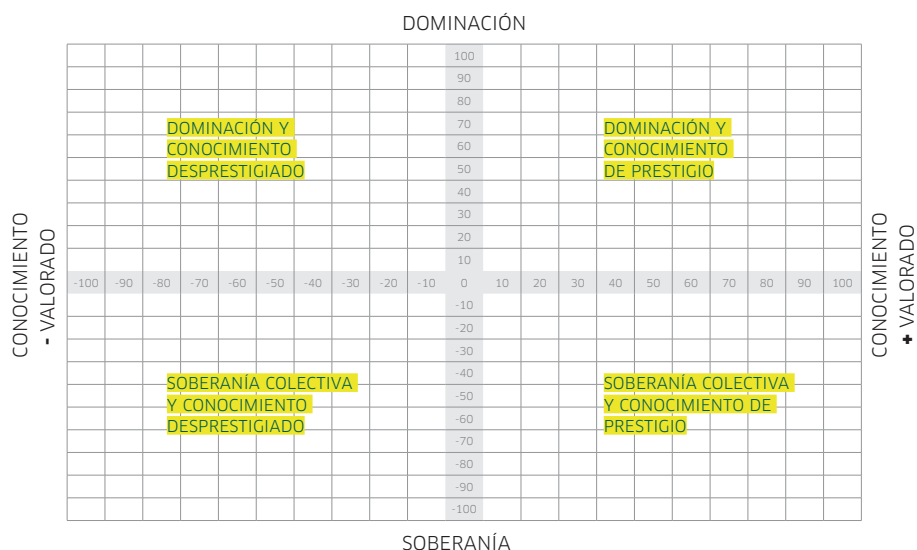 DOMINACIÓN
100
90
80
70
60
50
40
30
20
10
DOMINACIÓN Y
CONOCIMIENTO
DESPRESTIGIADO
DOMINACIÓN Y
CONOCIMIENTO
DE PRESTIGIO
CONOCIMIENTO
- VALORADO
-100 -90 -80 -70 -60 -50 -40 -30 -20 -10 0 10 20 30 40 50 60 70 80 90 100
CONOCIMIENTO
+ VALORADO
-10
-20
-30
-40
-50
-60
-70
-80
-90
-100
SOBERANÍA COLECTIVA
Y CONOCIMIENTO
DESPRESTIGIADO
SOBERANÍA COLECTIVA
Y CONOCIMIENTO DE
PRESTIGIO
SOBERANÍA